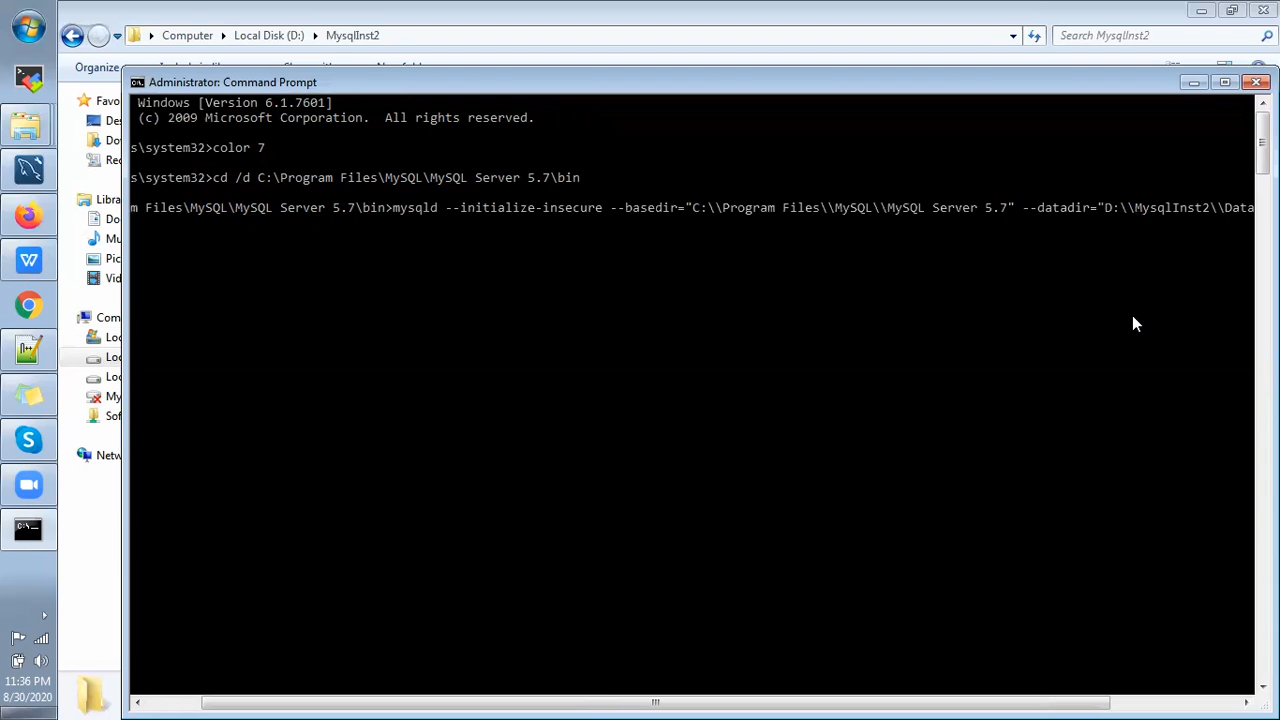 Computer Local Disk (D:) MysqlInst2
Search MysqlInst2
Organize
Administrator: Command Prompt
Favo
Des
Dov
Rec
Libra
Do
Mu
Pic
Vid
Com
Loc
Loc
Loc
My
Sof
Netw
Windows [Version 6.1.7601]
(c) 2009 Microsoft Corporation.  All rights reserved.
s\system32>color 7
s\system32>cd /d C:\Program Files\MySQL\MySQL Server 5.7\bin
m Files\MySQL\MySQL Server 5.7\bin>mysqld --initialize-insecure --basedir="C:\\Program Files\\MySQL\\MySQL Server 5.7" --datadir="D:\\MysqlInst2\\Data
11:36 PM
8/30/2020